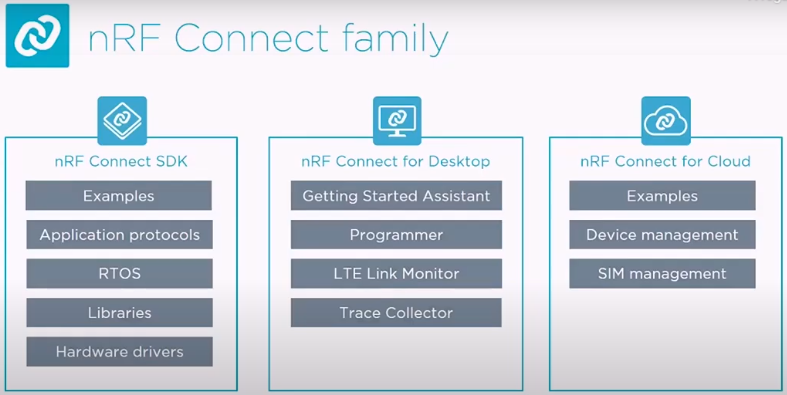 nRF Connect family
nRF Connect SDK
Examples
Application protocols
RTOS
Libraries
Hardware drivers
nRF Connect for Desktop
Getting Started Assistant
Programmer
LTE Link Monitor
Trace Collector
nRF Connect for Cloud
Examples
Device management
SIM management